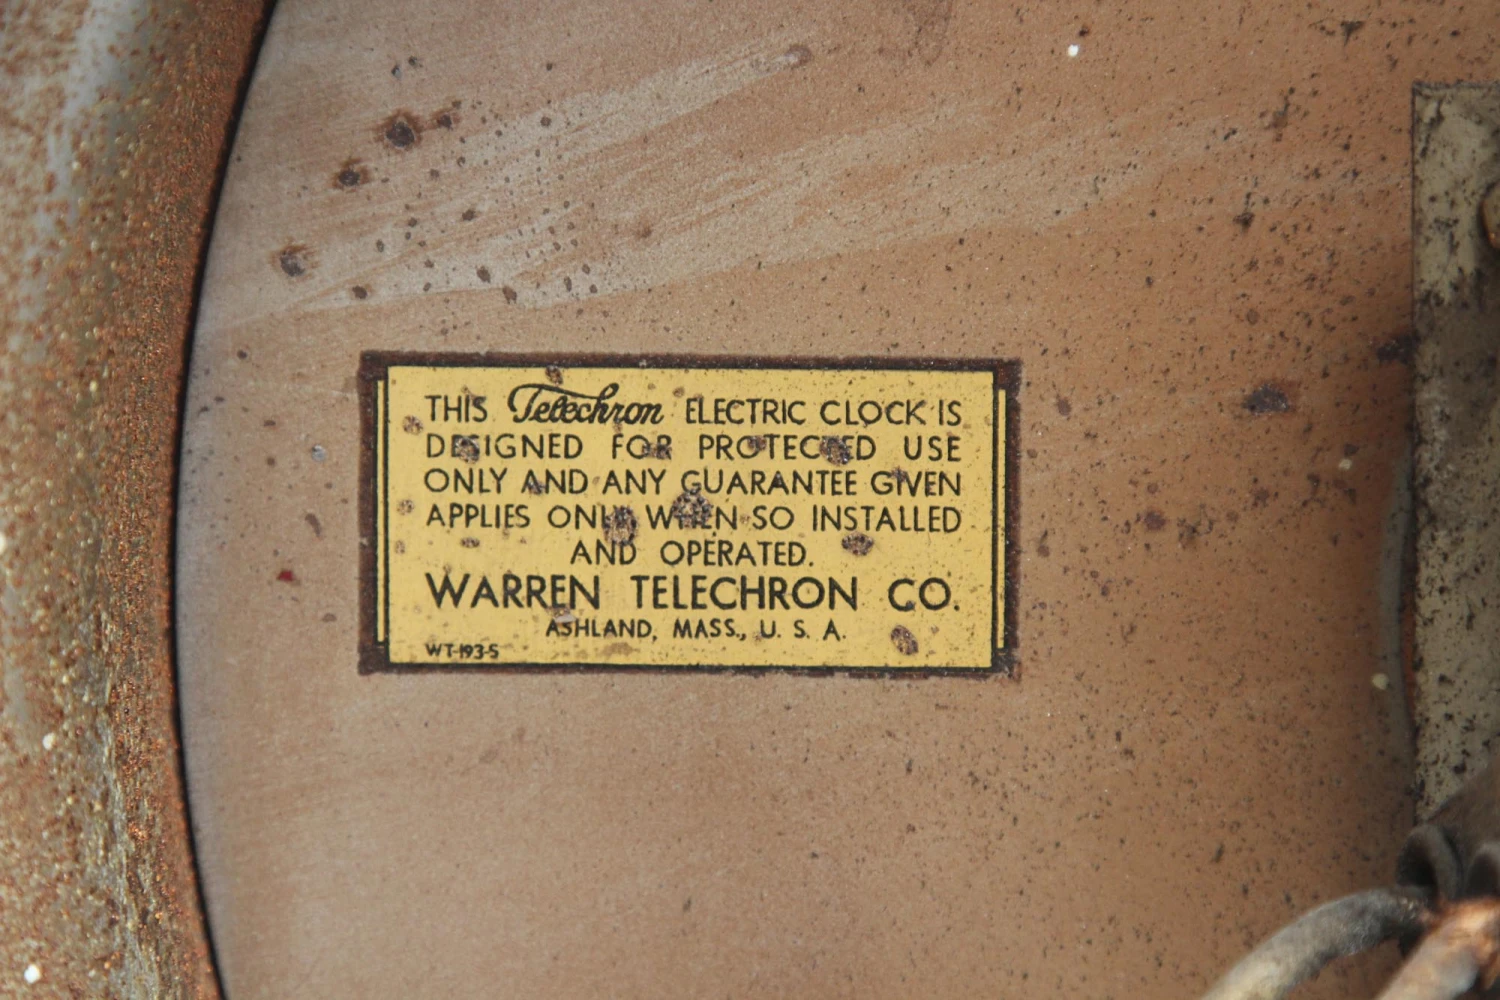 THIS Telechron ELECTRIC CLOCK IS
DESIGNED FOR PROTECTED USE
ONLY AND ANY GUARANTEE GIVEN
APPLIES ONLY WHEN SO INSTALLED
AND OPERATED.
WARREN TELECHRON CO.
ASHLAND, MASS., U. S. A.
WT-193-S